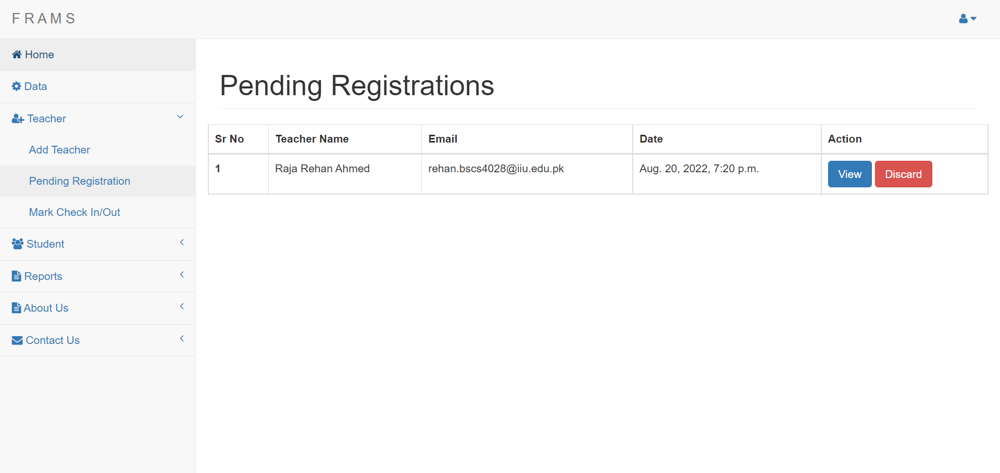 F R A M S
Home
Data
Teacher
Add Teacher
Pending Registration
Mark Check In/Out
Student
Reports
About Us
Contact Us
Pending Registrations
Sr No Teacher Name Email Date Action
1 Raja Rehan Ahmed rehan.bscs4028@iiu.edu.pk Aug. 20, 2022, 7:20 p.m. View Discard